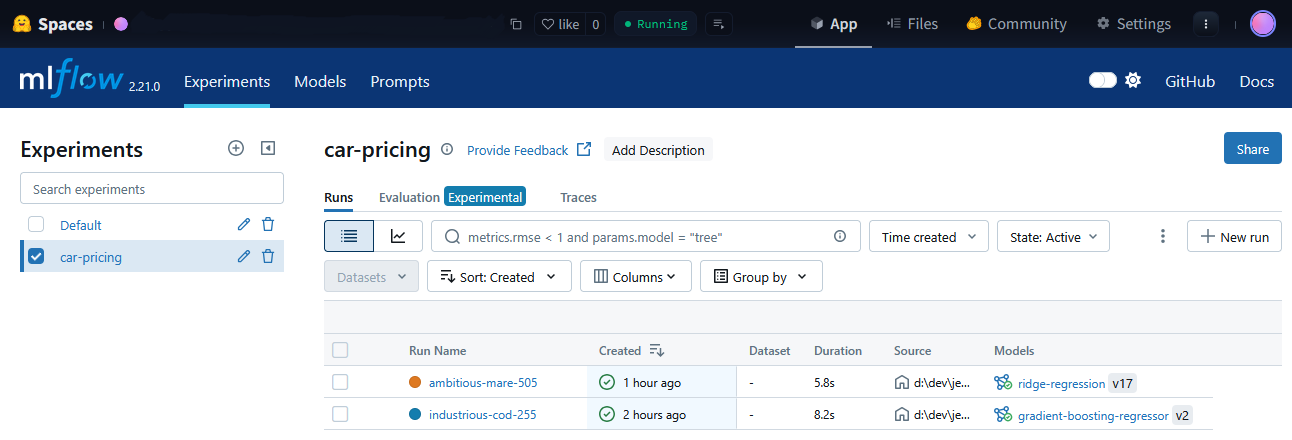 Spaces like 0 Running App Files Community Settings
mlflow 2.21.0 Experiments Models Prompts GitHub Docs
Experiments
Search experiments
Default
car-pricing
car-pricing Provide Feedback Add Description Share
Runs Evaluation Experimental Traces
metrics.rmse < 1 and params.model = "tree" Time created State: Active New run
Datasets Sort: Created Columns Group by
Run Name Created Dataset Duration Source Models
ambitious-mare-505 1 hour ago - 5.8s d:\dev\je... ridge-regression v17
industrious-cod-255 2 hours ago - 8.2s d:\dev\je... gradient-boosting-regressor v2